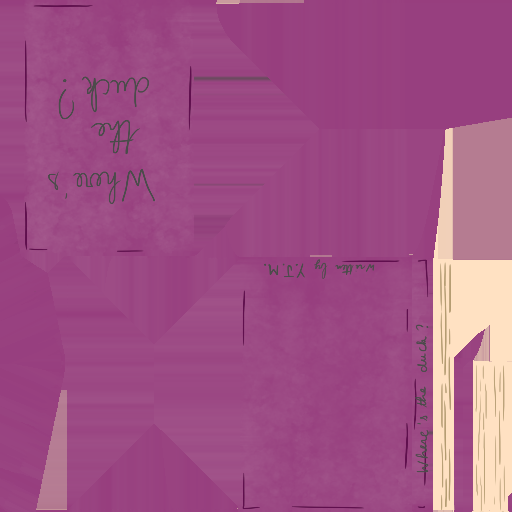 Where's
the
duck?
written by Y.J.M.
Where's the duck?